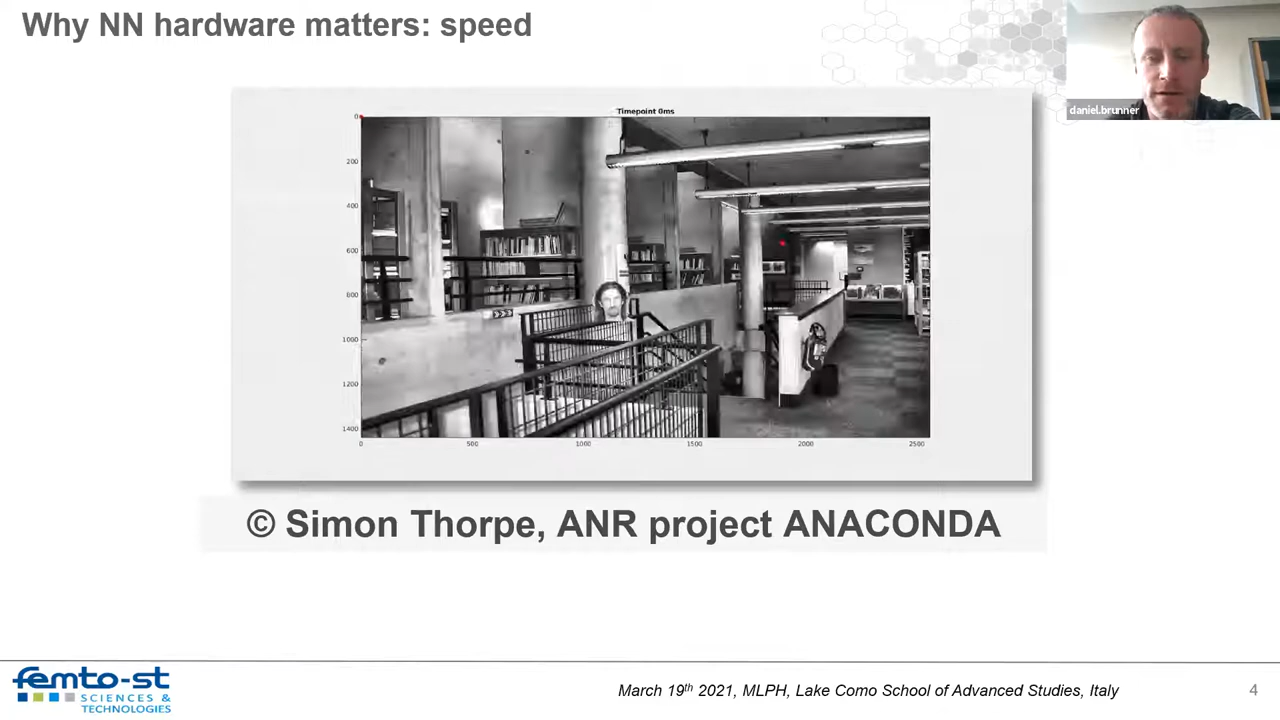 Why NN hardware matters: speed
daniel.brunner
Timepoint 0ms
0
200
400
600
800
1000
1200
1400
0
500
1000
1500
2000
2500
© Simon Thorpe, ANR project ANACONDA
femto-st
SCIENCES &
TECHNOLOGIES
March 19th 2021, MLPH, Lake Como School of Advanced Studies, Italy
4